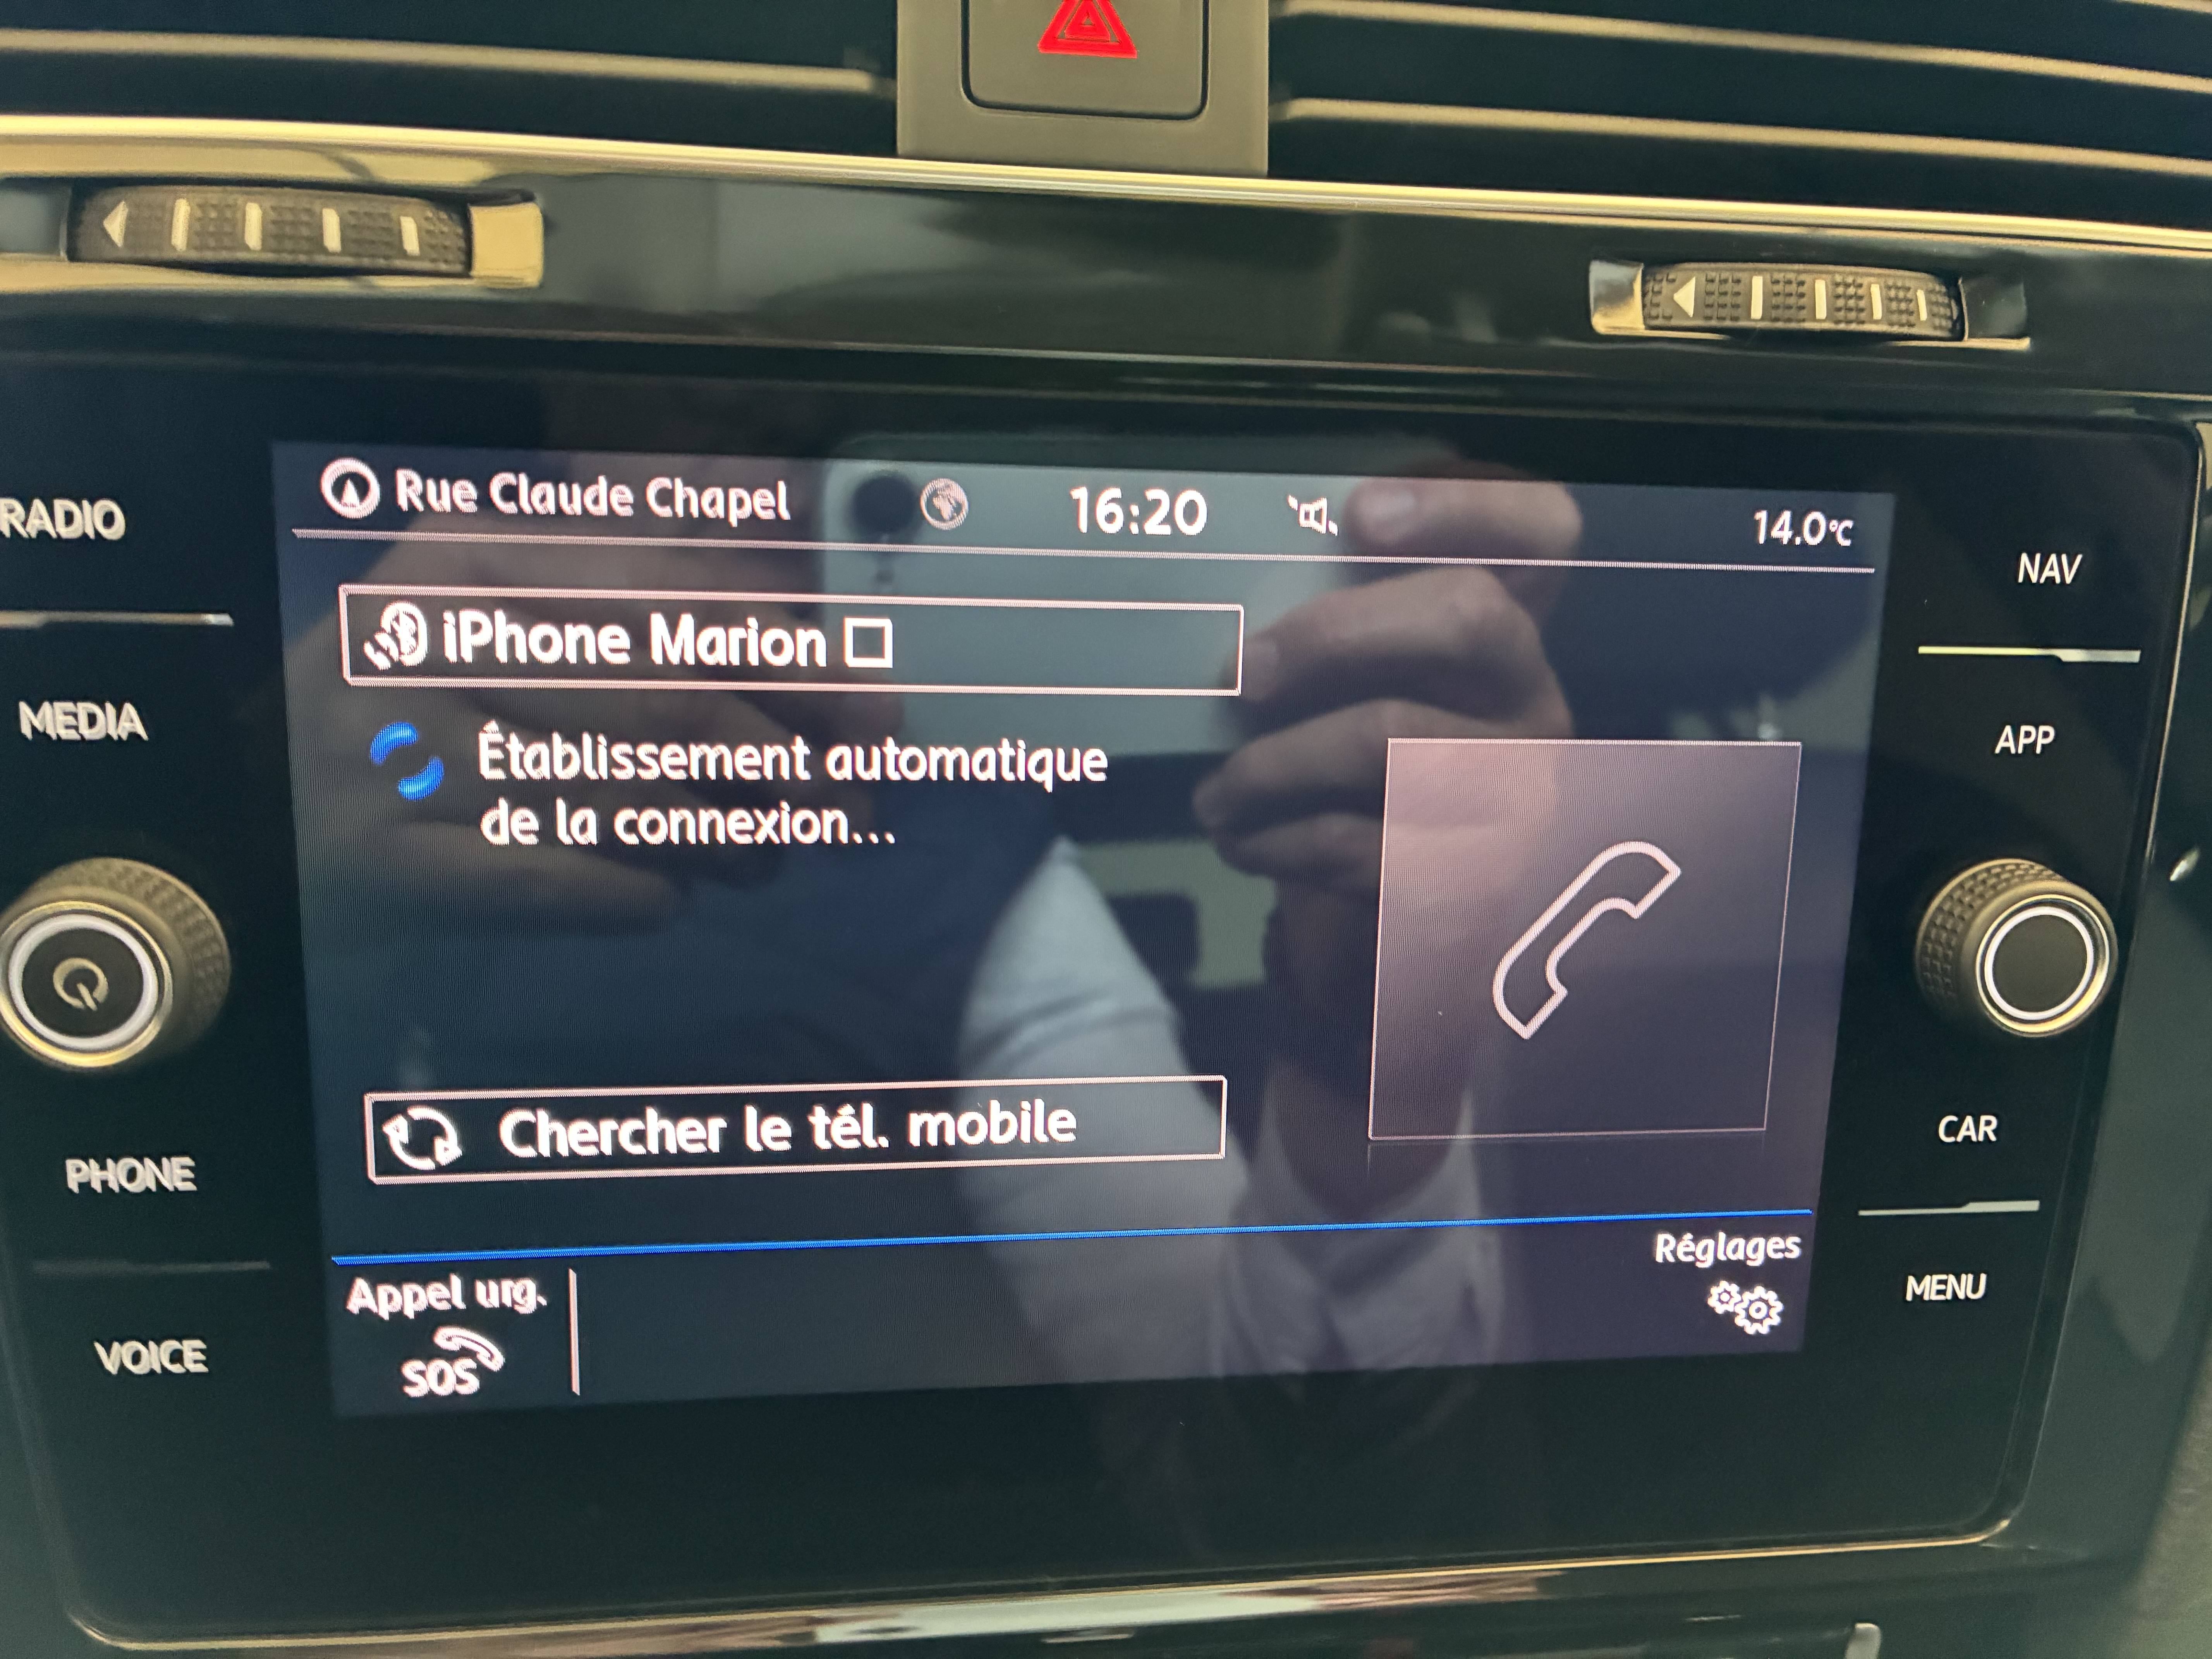 RADIO
MEDIA
PHONE
VOICE
Rue Claude Chapel
16:20
14.0°C
iPhone Marion □
Établissement automatique
de la connexion...
Chercher le tél. mobile
Appel urg.
SOS
Réglages
NAV
APP
CAR
MENU